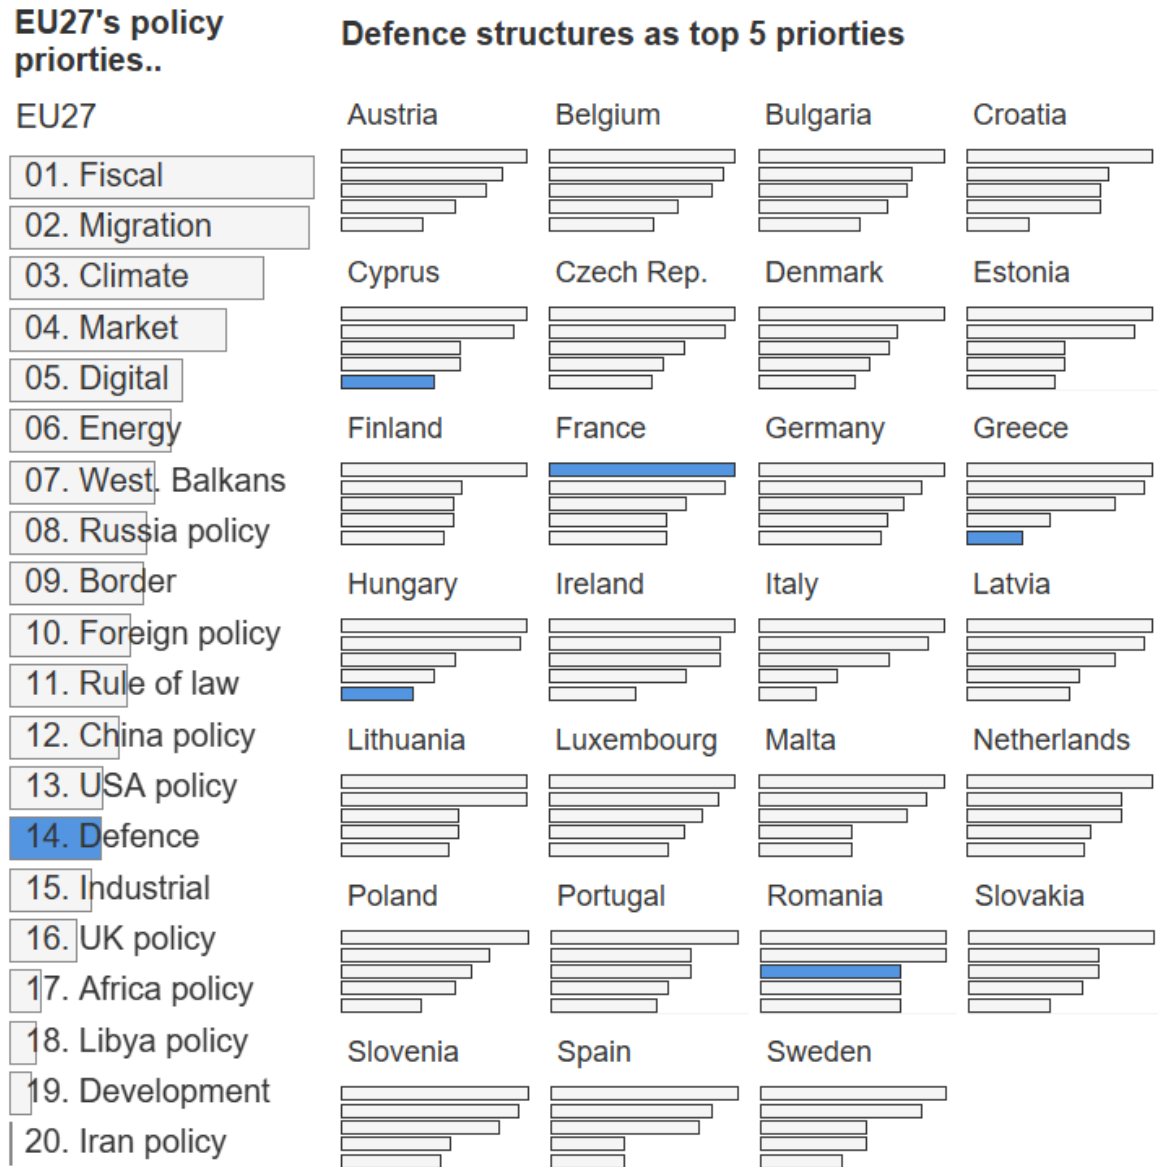 EU27's policy
priorties..
EU27
01. Fiscal
02. Migration
03. Climate
04. Market
05. Digital
06. Energy
07. West. Balkans
08. Russia policy
09. Border
10. Foreign policy
11. Rule of law
12. China policy
13. USA policy
14. Defence
15. Industrial
16. UK policy
17. Africa policy
18. Libya policy
19. Development
20. Iran policy
Defence structures as top 5 priorties
Austria Belgium Bulgaria Croatia
Cyprus Czech Rep. Denmark Estonia
Finland France Germany Greece
Hungary Ireland Italy Latvia
Lithuania Luxembourg Malta Netherlands
Poland Portugal Romania Slovakia
Slovenia Spain Sweden